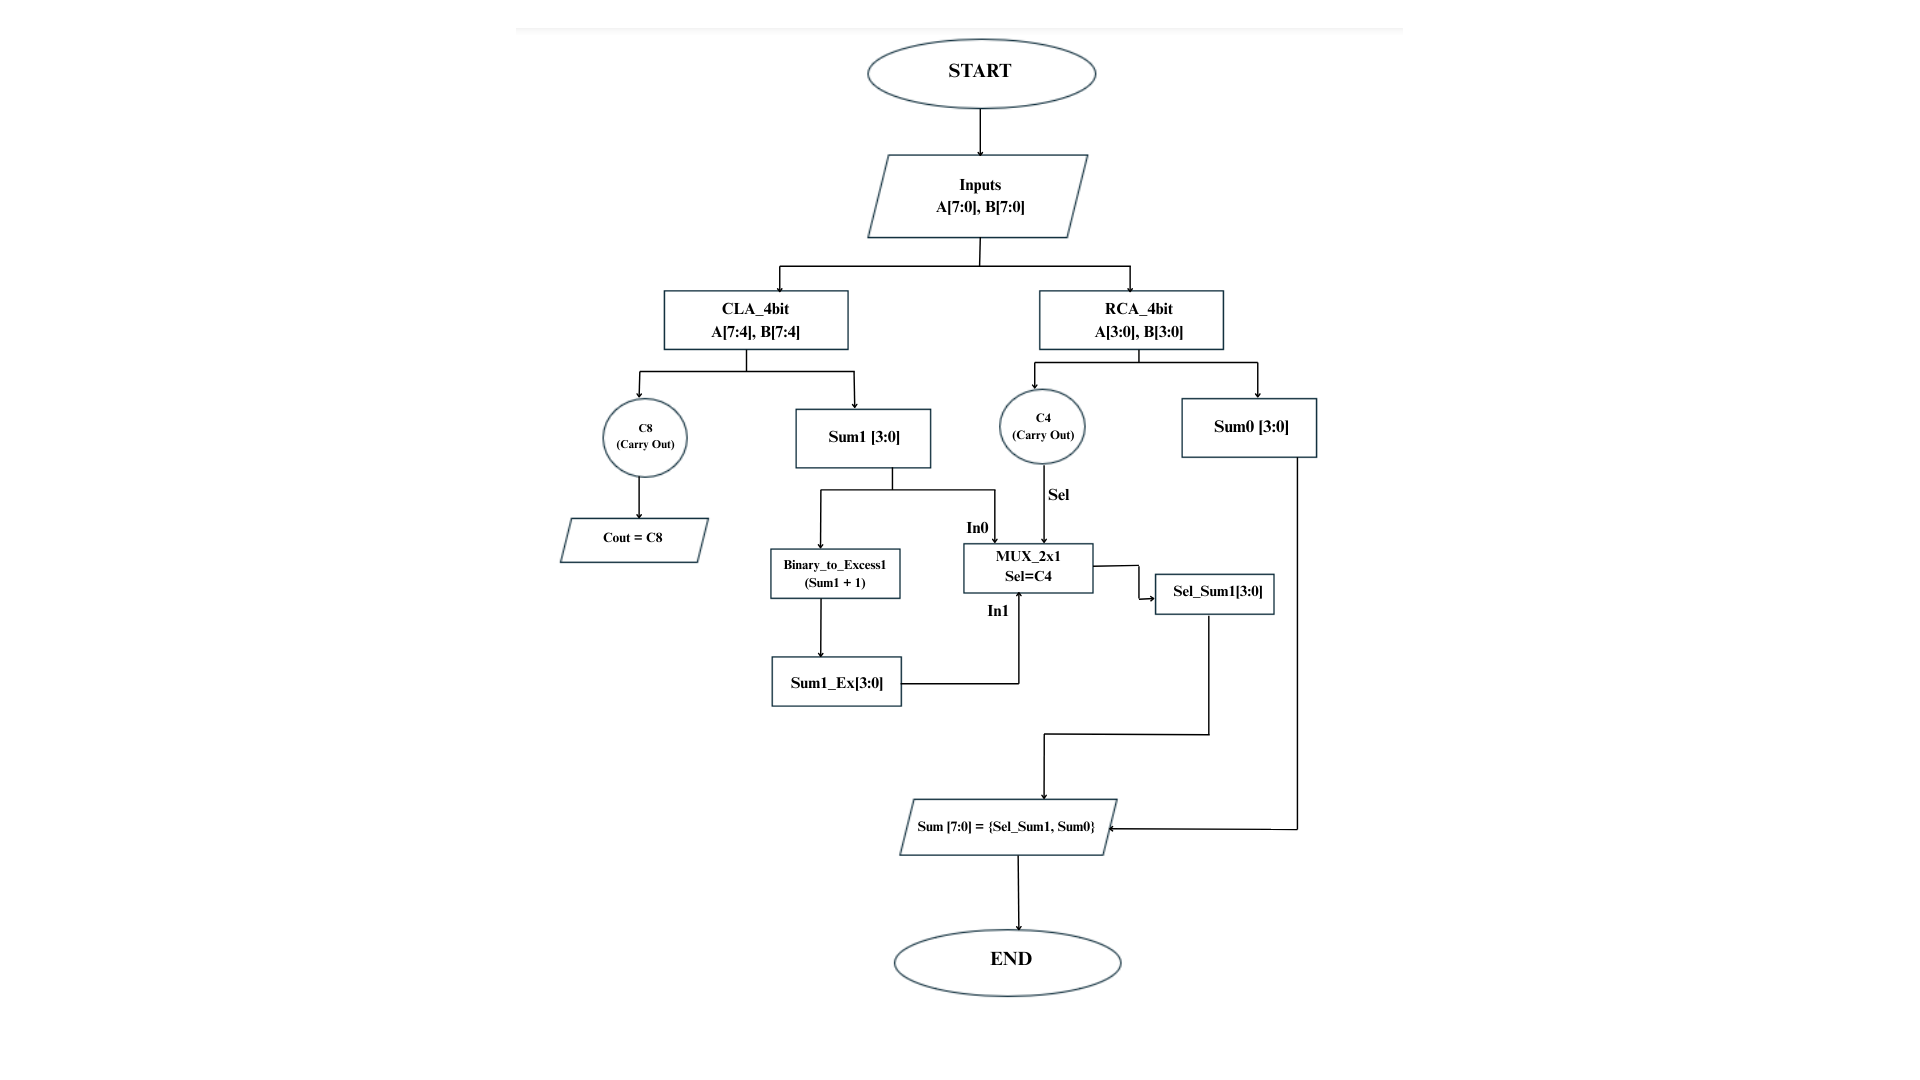 START
Inputs
A[7:0], B[7:0]
CLA_4bit
A[7:4], B[7:4]
RCA_4bit
A[3:0], B[3:0]
C8
(Carry Out)
Sum1 [3:0]
C4
(Carry Out)
Sum0 [3:0]
Sel
In0
Cout = C8
Binary_to_Excess1
(Sum1 + 1)
MUX_2x1
Sel=C4
Sel_Sum1[3:0]
In1
Sum1_Ex[3:0]
Sum [7:0] = {Sel_Sum1, Sum0}
END